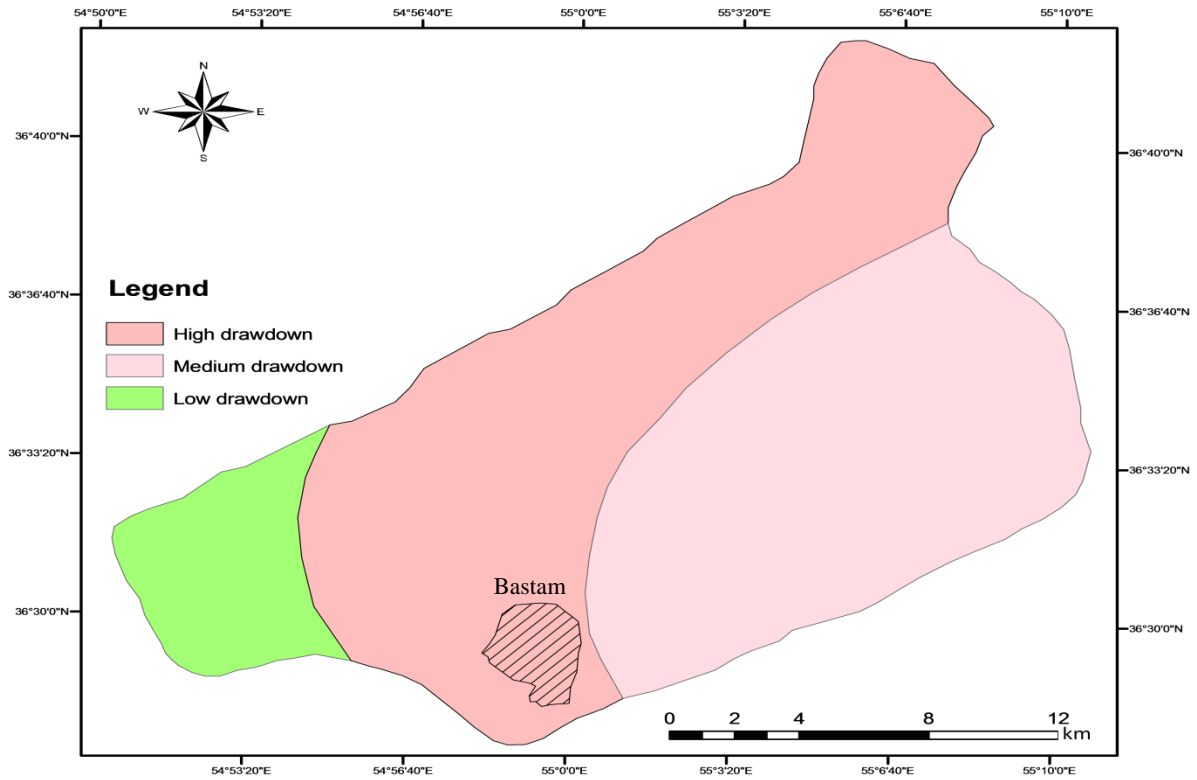 54°50'0"E 54°53'20"E 54°56'40"E 55°0'0"E 55°3'20"E 55°6'40"E 55°10'0"E
N
W E
S
36°40'0"N 36°40'0"N
36°36'40"N 36°36'40"N
Legend
High drawdown
Medium drawdown
Low drawdown
36°33'20"N 36°33'20"N
Bastam
36°30'0"N 36°30'0"N
0 2 4 8 12
km
54°53'20"E 54°56'40"E 55°0'0"E 55°3'20"E 55°6'40"E 55°10'0"E